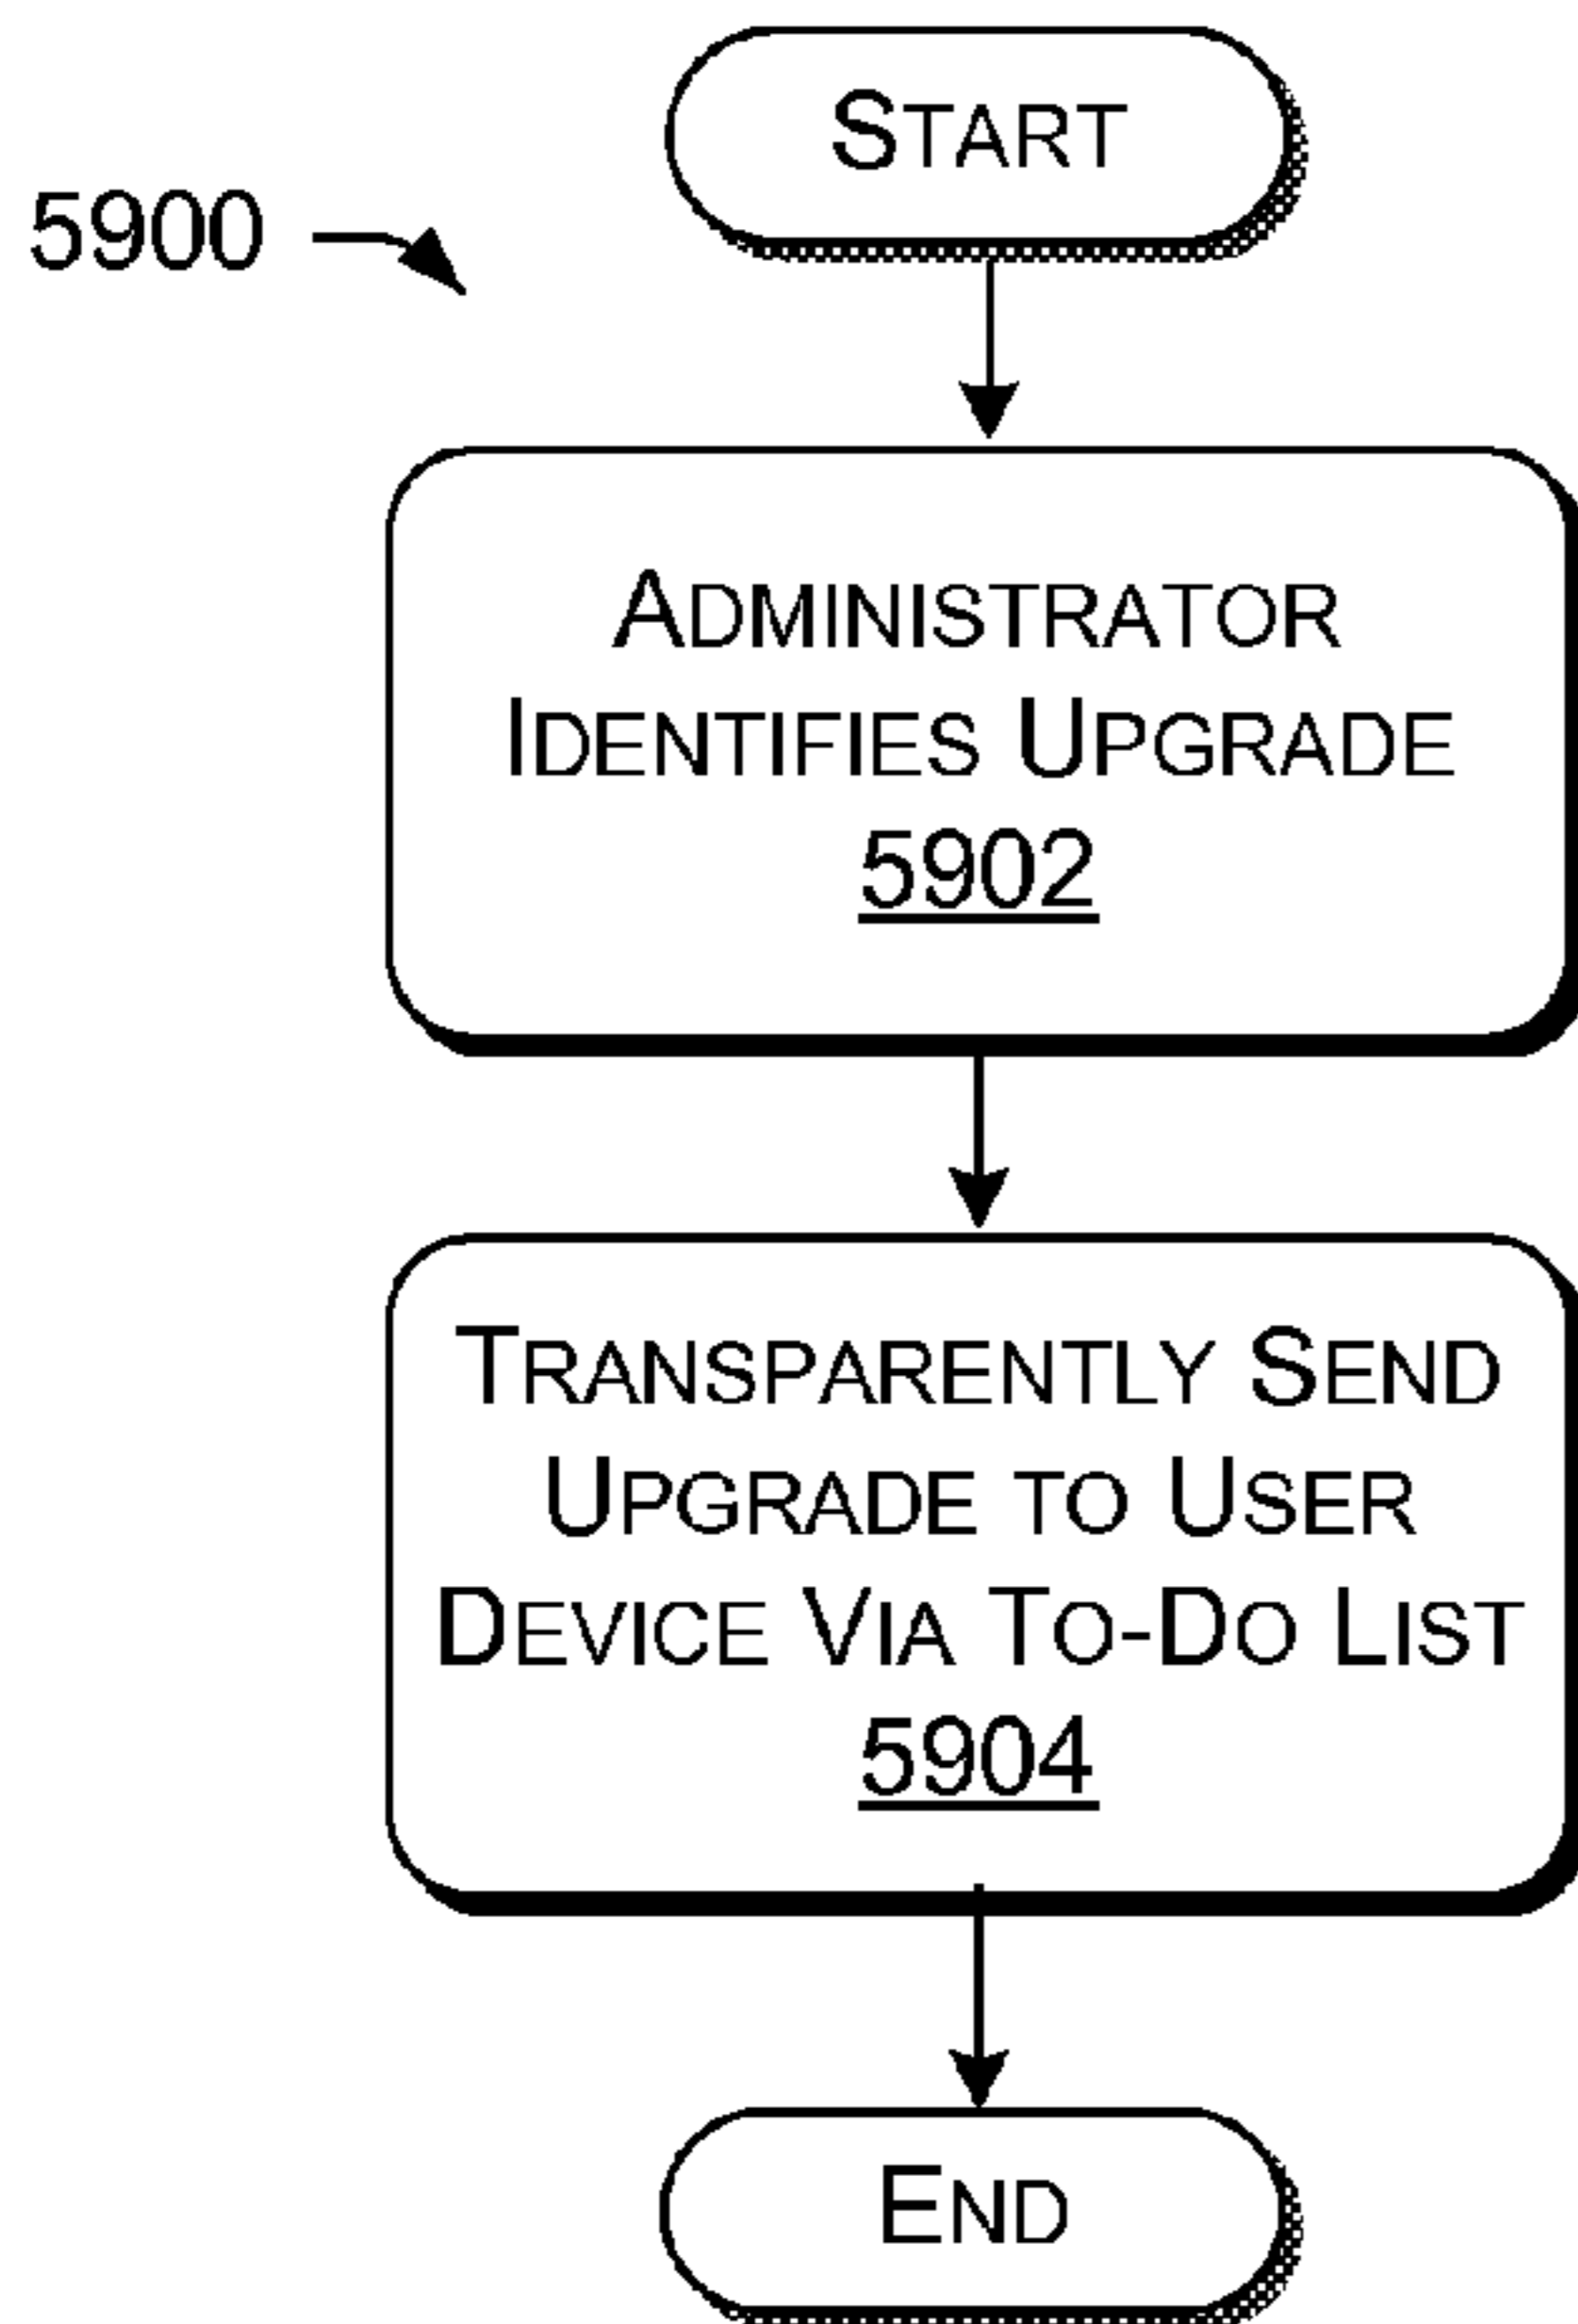 START
5900
ADMINISTRATOR
IDENTIFIES UPGRADE
5902
TRANSPARENTLY SEND
UPGRADE TO USER
DEVICE VIA TO-DO LIST
5904
END